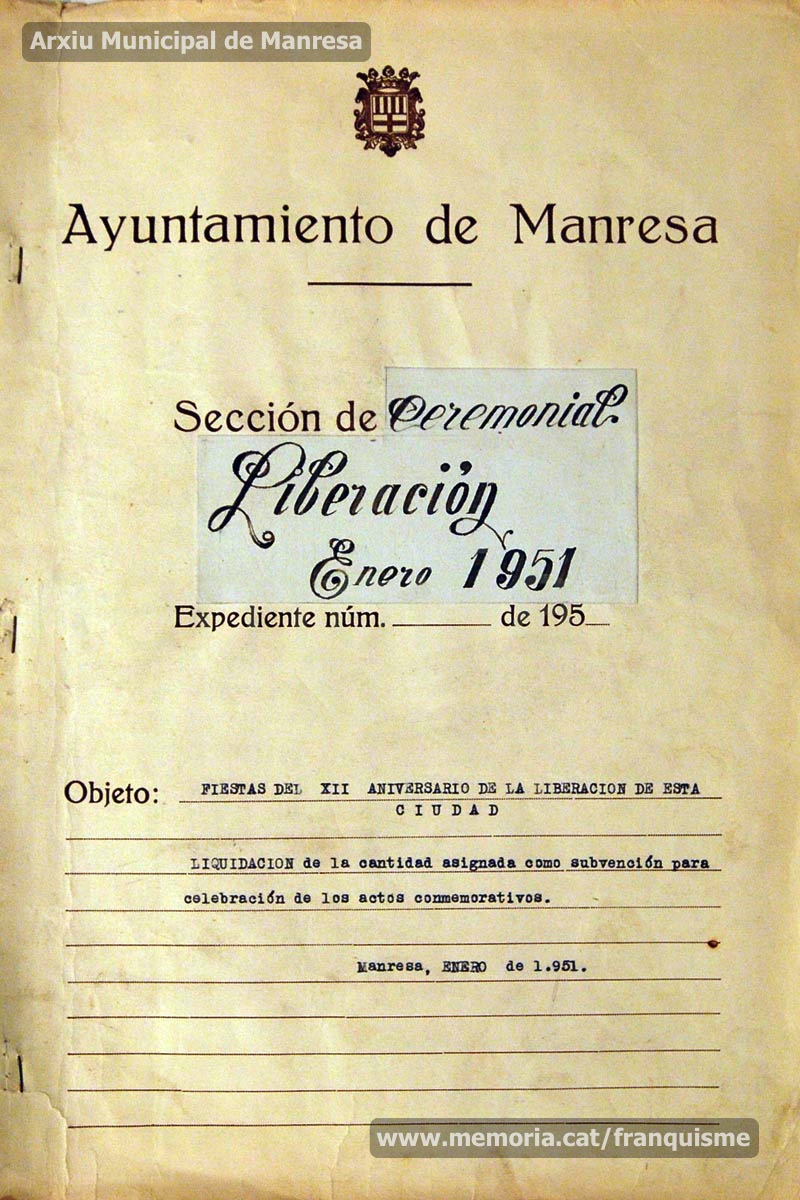 Arxiu Municipal de Manresa
Ayuntamiento de Manresa
Sección de Ceremonial.
Liberación
Enero 1951
Expediente núm. ______ de 195_
Objeto: FIESTAS DEL XII ANIVERSARIO DE LA LIBERACION DE ESTA
CIUDAD
LIQUIDACION de la cantidad asignada como subvención para
celebración de los actos conmemorativos.
Manresa, ENERO de 1.951.
www.memoria.cat/franquisme